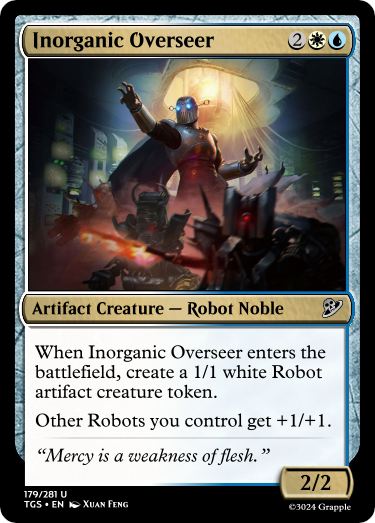 Inorganic Overseer 2
Artifact Creature — Robot Noble
When Inorganic Overseer enters the
battlefield, create a 1/1 white Robot
artifact creature token.
Other Robots you control get +1/+1.
“Mercy is a weakness of flesh.”
2/2
179/281 U
TGS • EN Xuan Feng
©3024 Grapple